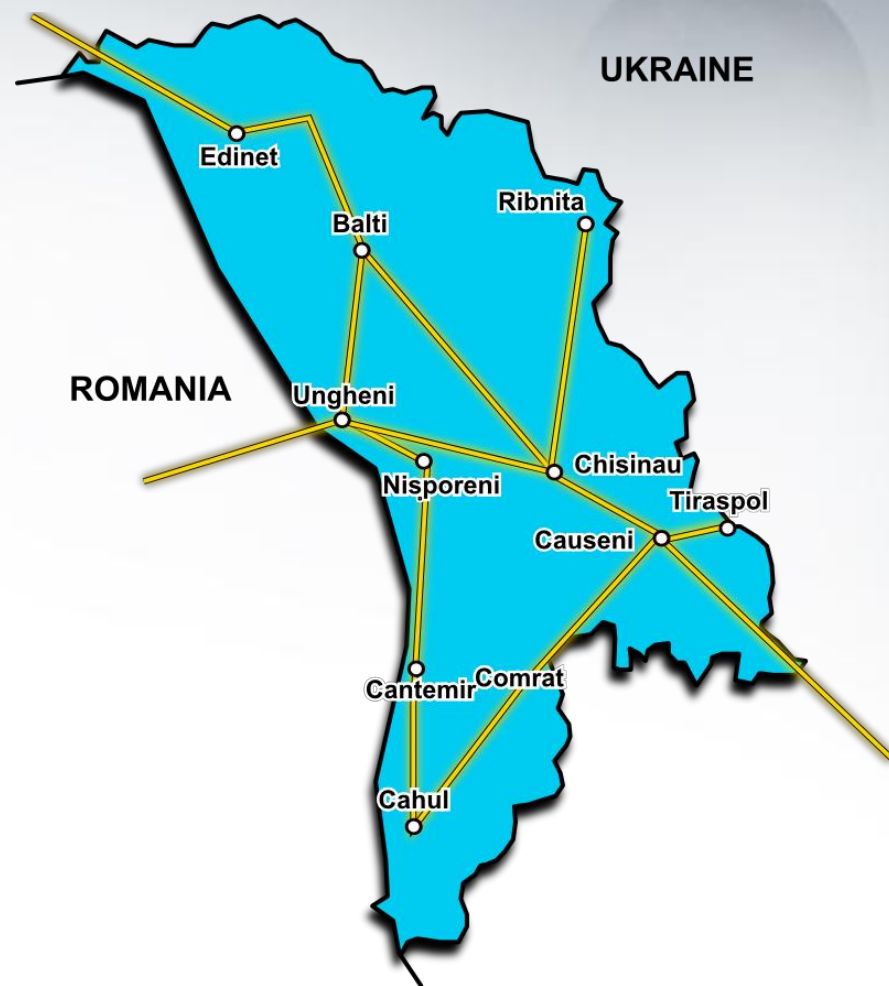 UKRAINE
Edinet
Ribnita
Balti
ROMANIA
Ungheni
Chisinau
Nisporeni
Tiraspol
Causeni
Comrat
Cantemir
Cahul